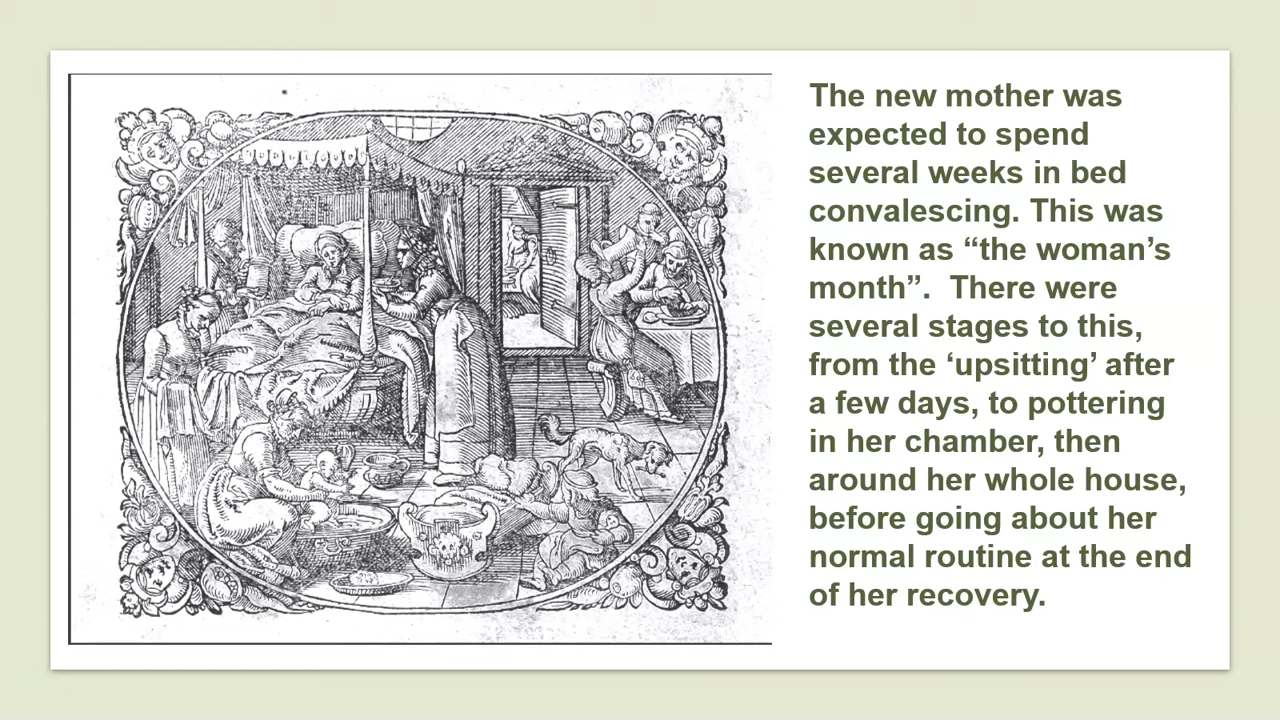 The new mother was
expected to spend
several weeks in bed
convalescing. This was
known as “the woman’s
month”.  There were
several stages to this,
from the ‘upsitting’ after
a few days, to pottering
in her chamber, then
around her whole house,
before going about her
normal routine at the end
of her recovery.